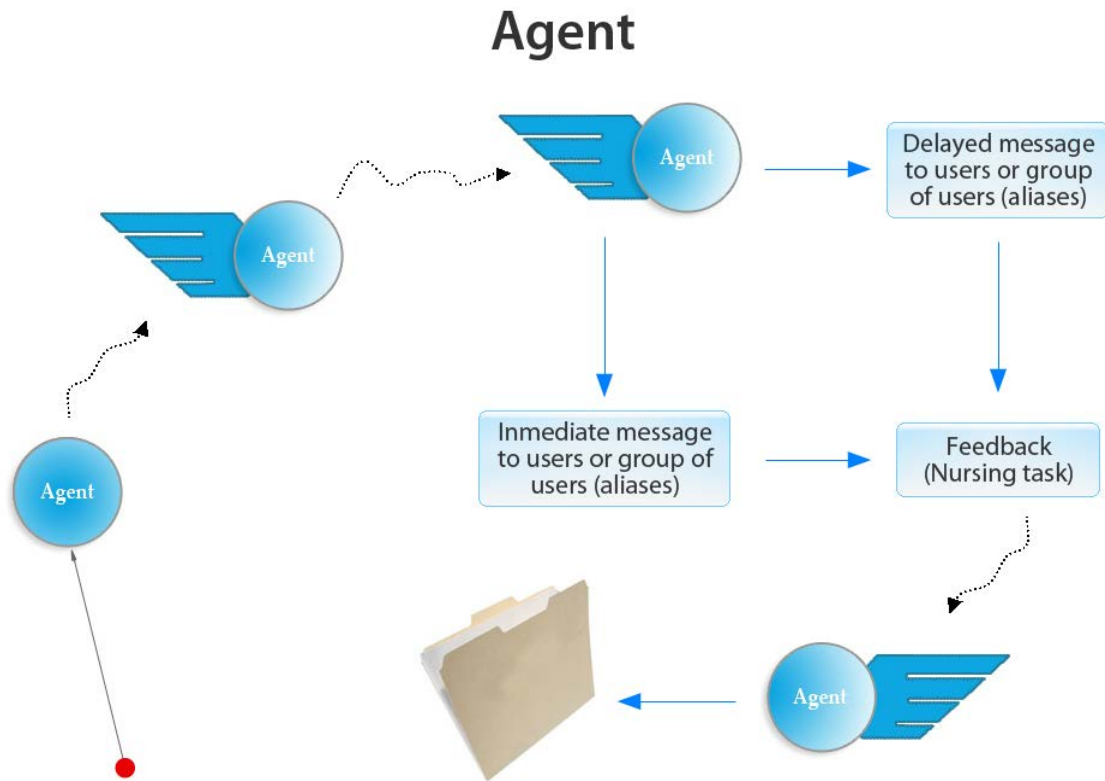 Agent
Agent
Delayed message
to users or group
of users (aliases)
Agent
Inmediate message
to users or group of
users (aliases)
Feedback
(Nursing task)
Agent
Agent